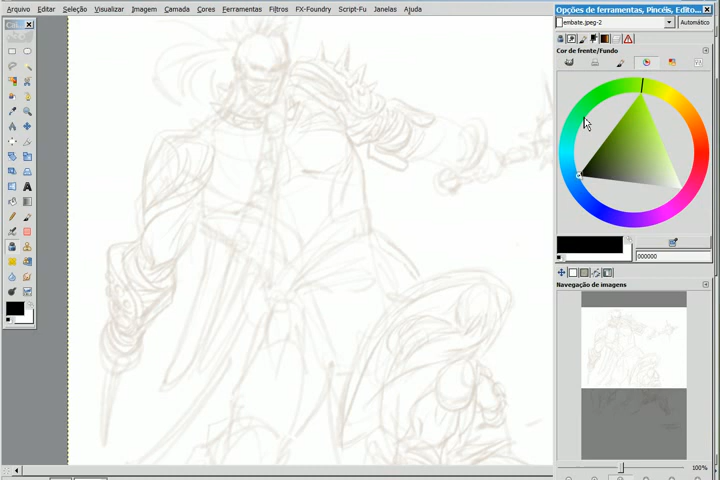 Arquivo Editar Seleção Visualizar Imagem Camada Cores Ferramentas Filtros FX-Foundry Script-Fu Janelas Ajuda
Opções de ferramentas, Pincéis, Edito...
embate.jpeg-2 Automático
Cor de frente/Fundo
000000
Navegação de imagens
100%